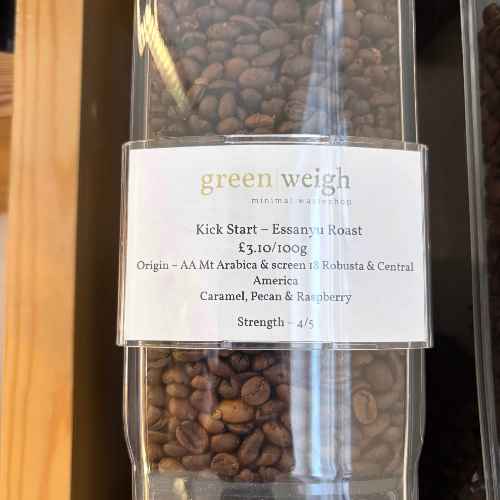 green|weigh
minimal wasteshop
Kick Start – Essanyu Roast
£3.10/100g
Origin – AA Mt Arabica & screen 18 Robusta & Central
America
Caramel, Pecan & Raspberry
Strength – 4/5